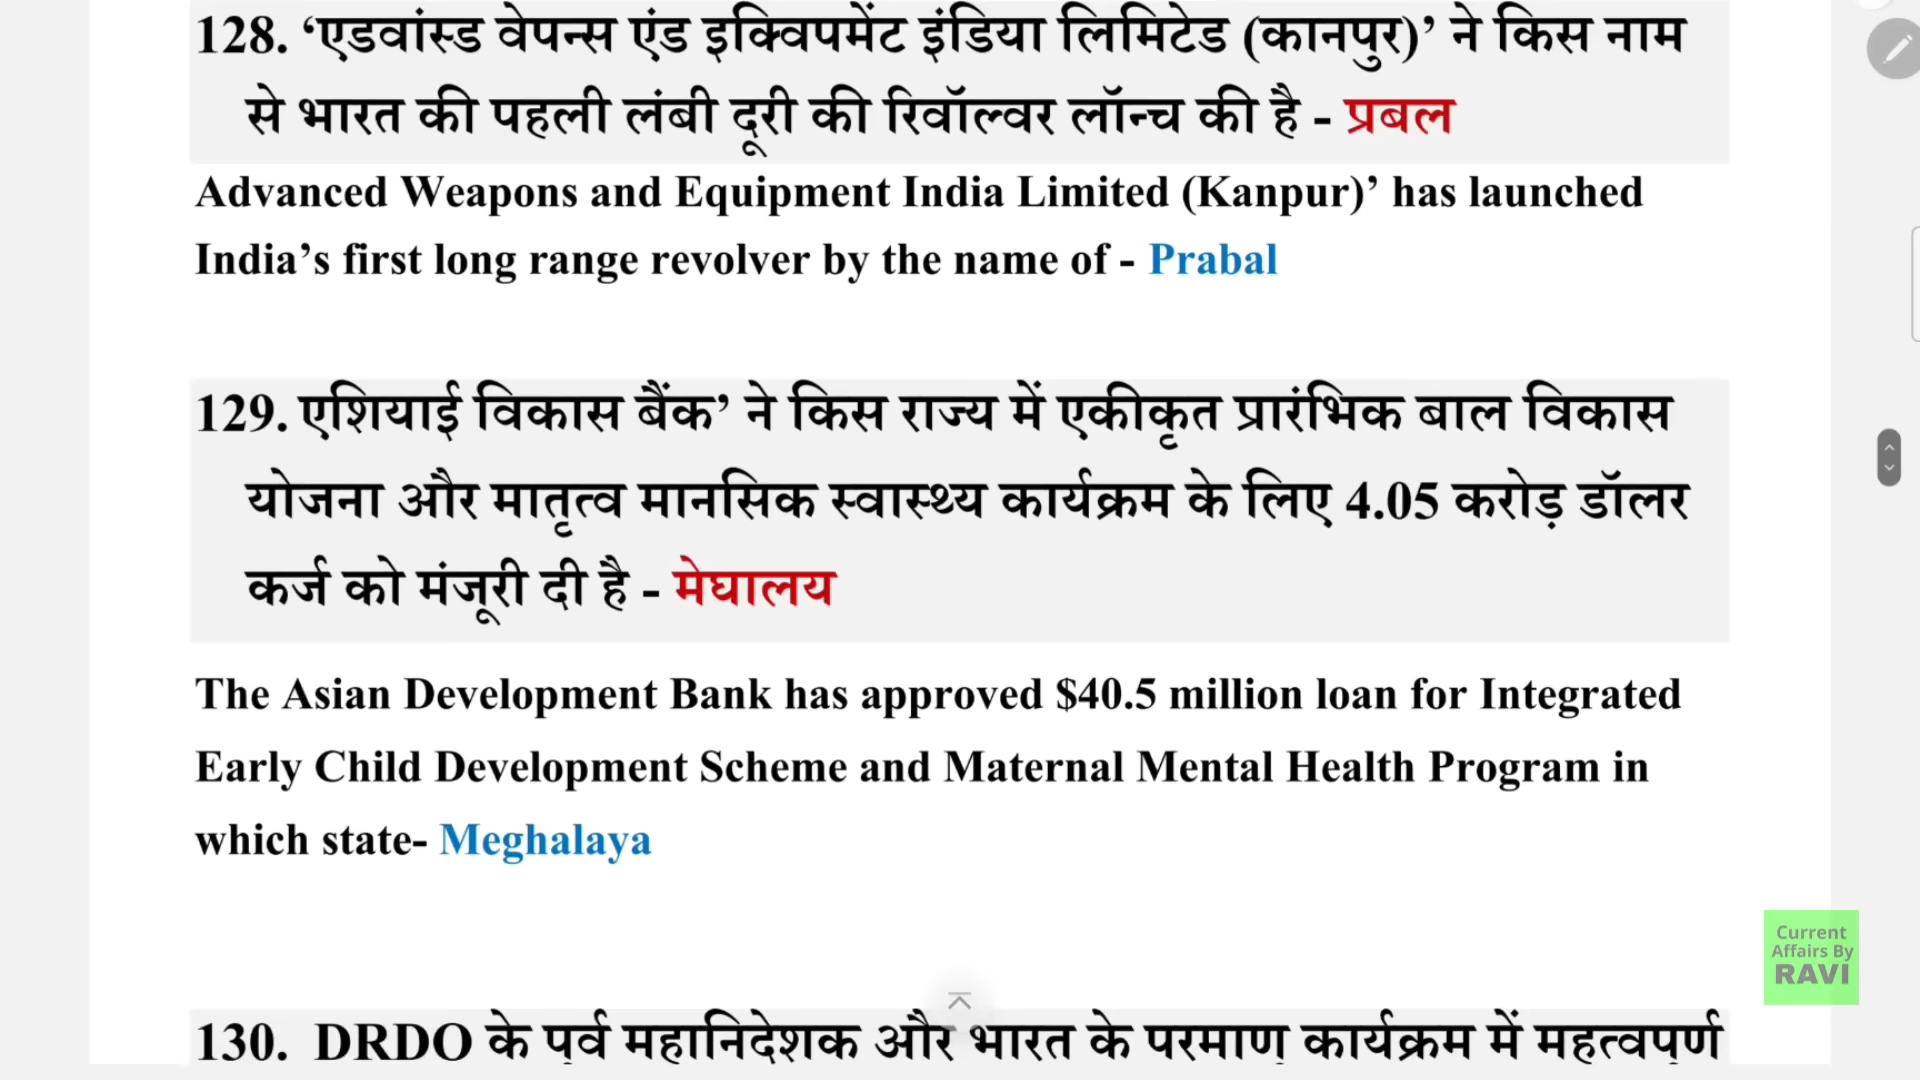 128. ‘एडवांस्ड वेपन्स एंड इक्विपमेंट इंडिया लिमिटेड (कानपुर)’ ने किस नाम
से भारत की पहली लंबी दूरी की रिवॉल्वर लॉन्च की है - प्रबल
Advanced Weapons and Equipment India Limited (Kanpur)’ has launched
India’s first long range revolver by the name of - Prabal
129. एशियाई विकास बैंक’ ने किस राज्य में एकीकृत प्रारंभिक बाल विकास
योजना और मातृत्व मानसिक स्वास्थ्य कार्यक्रम के लिए 4.05 करोड़ डॉलर
कर्ज को मंजूरी दी है - मेघालय
The Asian Development Bank has approved $40.5 million loan for Integrated
Early Child Development Scheme and Maternal Mental Health Program in
which state- Meghalaya
130. DRDO के पूर्व महानिदेशक और भारत के परमाणु कार्यक्रम में महत्वपूर्ण
Current
Affairs By
RAVI